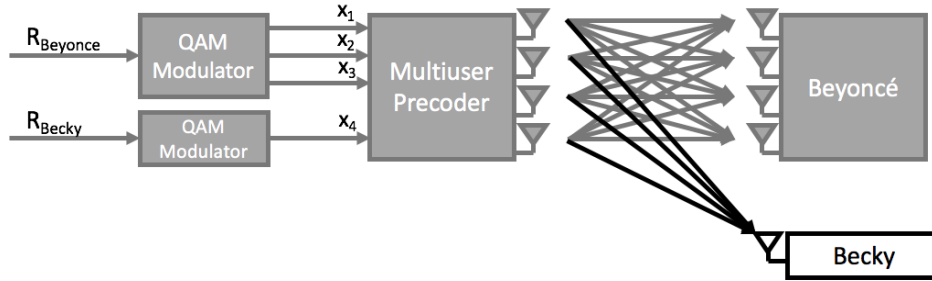 R_Beyonce
QAM
Modulator
x_1
x_2
x_3
R_Becky
QAM
Modulator
x_4
Multiuser
Precoder
Beyoncé
Becky